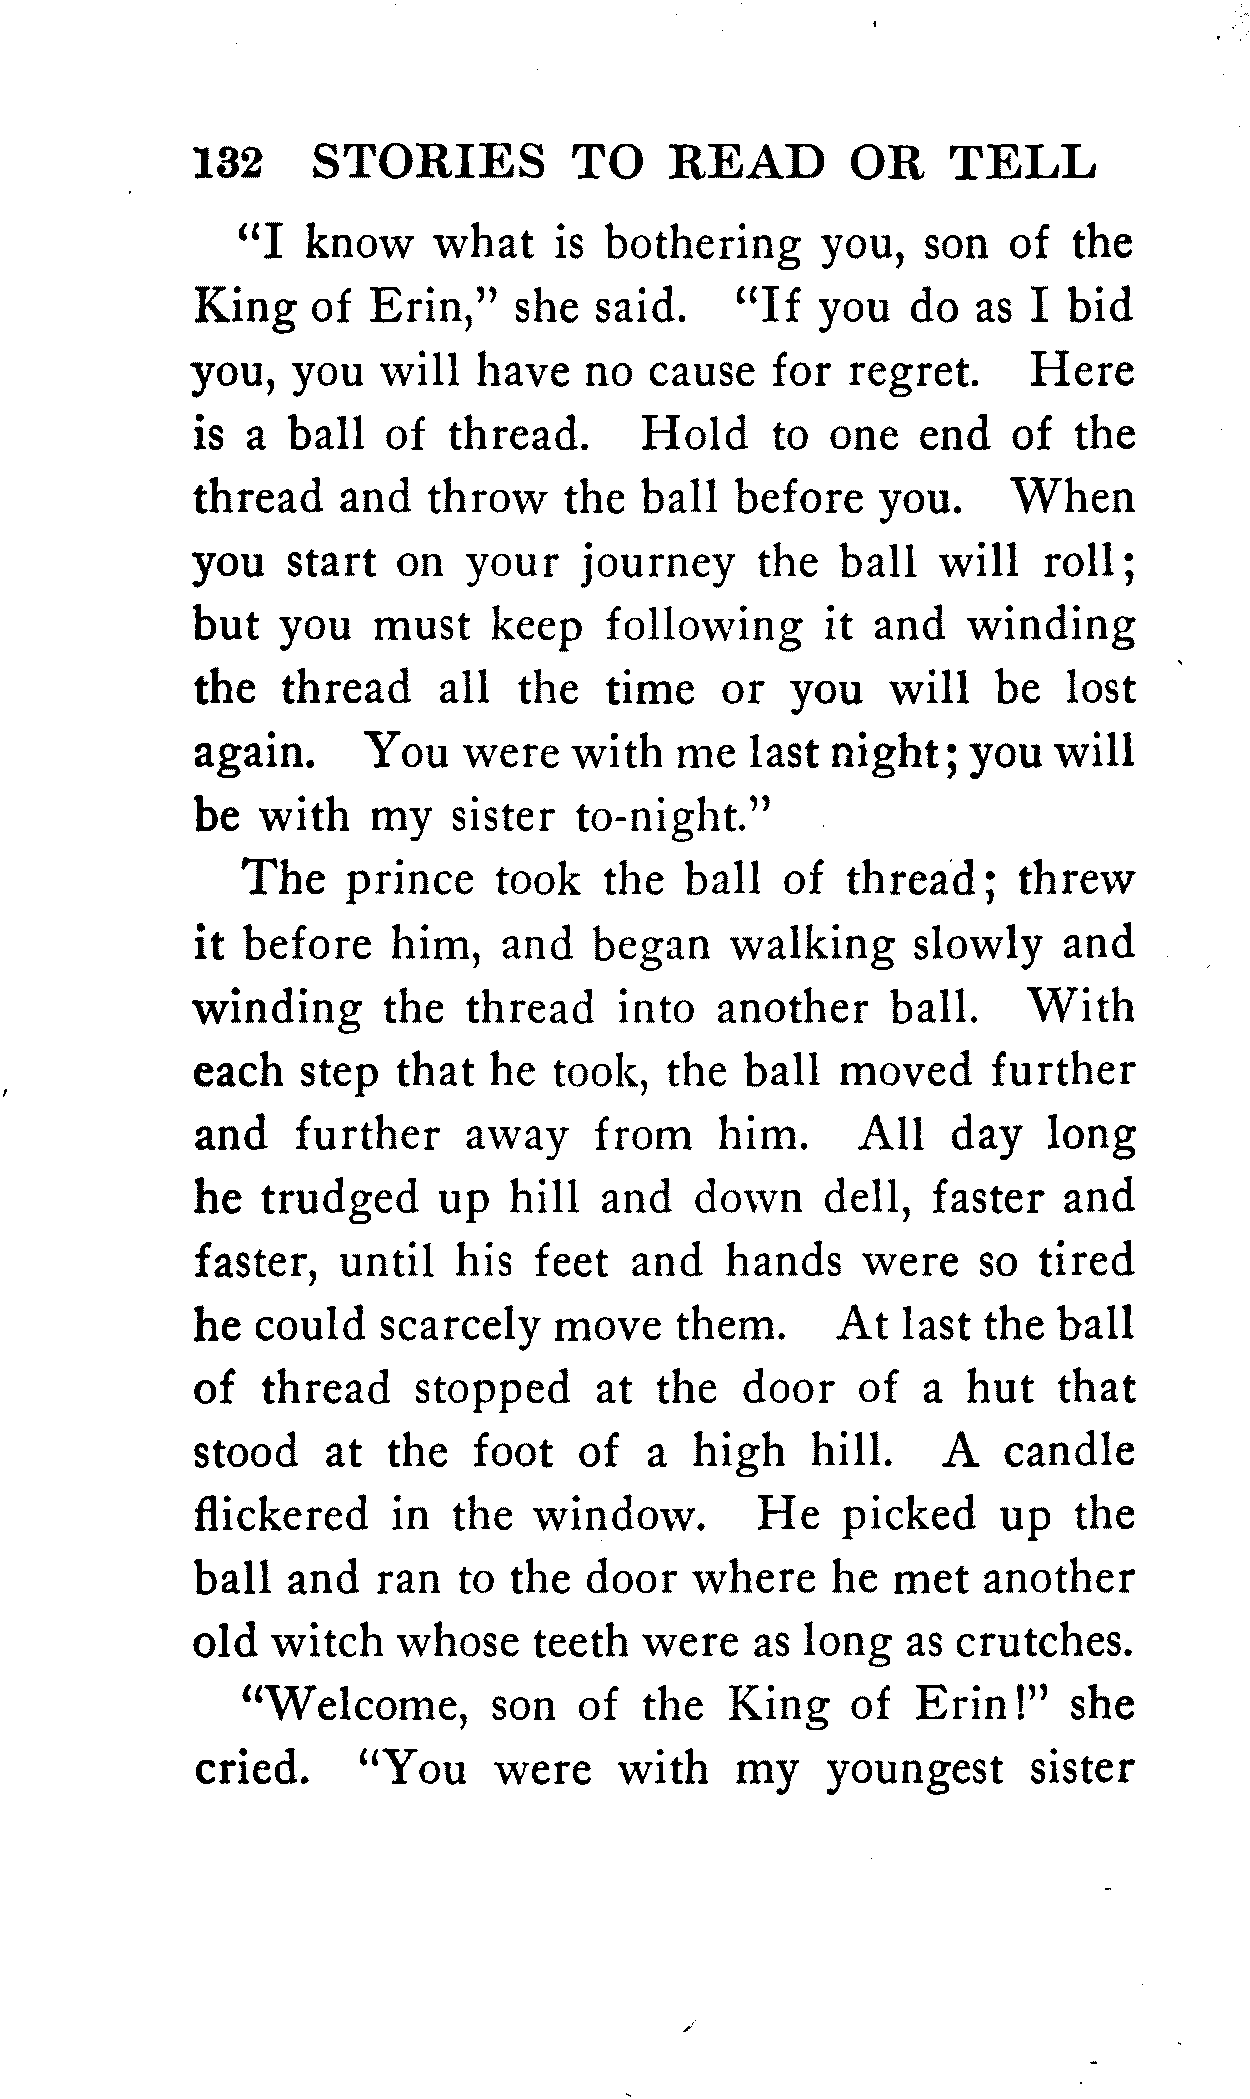 132 STORIES TO READ OR TELL
“I know what is bothering you, son of the
King of Erin,” she said. “If you do as I bid
you, you will have no cause for regret. Here
is a ball of thread. Hold to one end of the
thread and throw the ball before you. When
you start on your journey the ball will roll;
but you must keep following it and winding
the thread all the time or you will be lost
again. You were with me last night; you will
be with my sister to-night.”
The prince took the ball of thread; threw
it before him, and began walking slowly and
winding the thread into another ball. With
each step that he took, the ball moved further
and further away from him. All day long
he trudged up hill and down dell, faster and
faster, until his feet and hands were so tired
he could scarcely move them. At last the ball
of thread stopped at the door of a hut that
stood at the foot of a high hill. A candle
flickered in the window. He picked up the
ball and ran to the door where he met another
old witch whose teeth were as long as crutches.
“Welcome, son of the King of Erin!” she
cried. “You were with my youngest sister